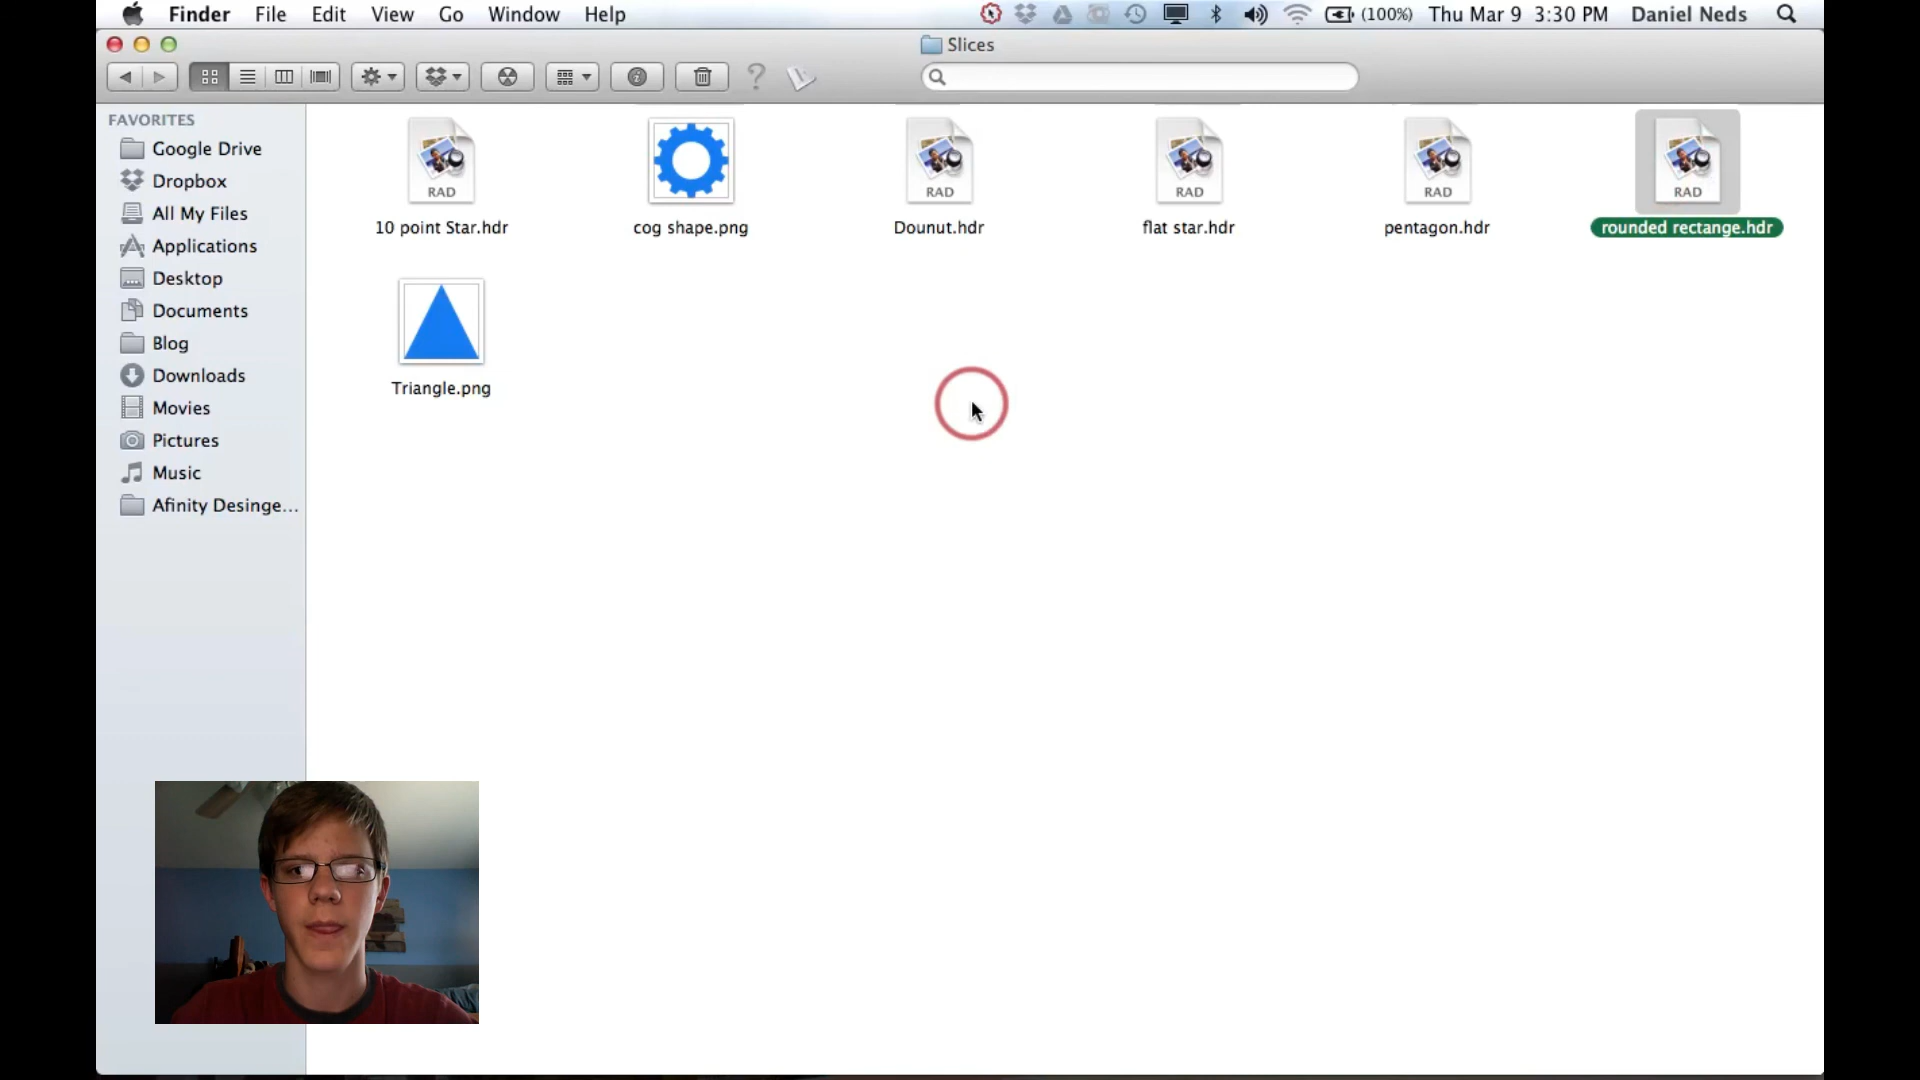 Finder File Edit View Go Window Help (100%) Thu Mar 9 3:30 PM Daniel Neds
Slices
FAVORITES
Google Drive
Dropbox
All My Files
Applications
Desktop
Documents
Blog
Downloads
Movies
Pictures
Music
Afinity Desinge...
RAD RAD RAD RAD RAD
10 point Star.hdr cog shape.png Dounut.hdr flat star.hdr pentagon.hdr rounded rectange.hdr
Triangle.png